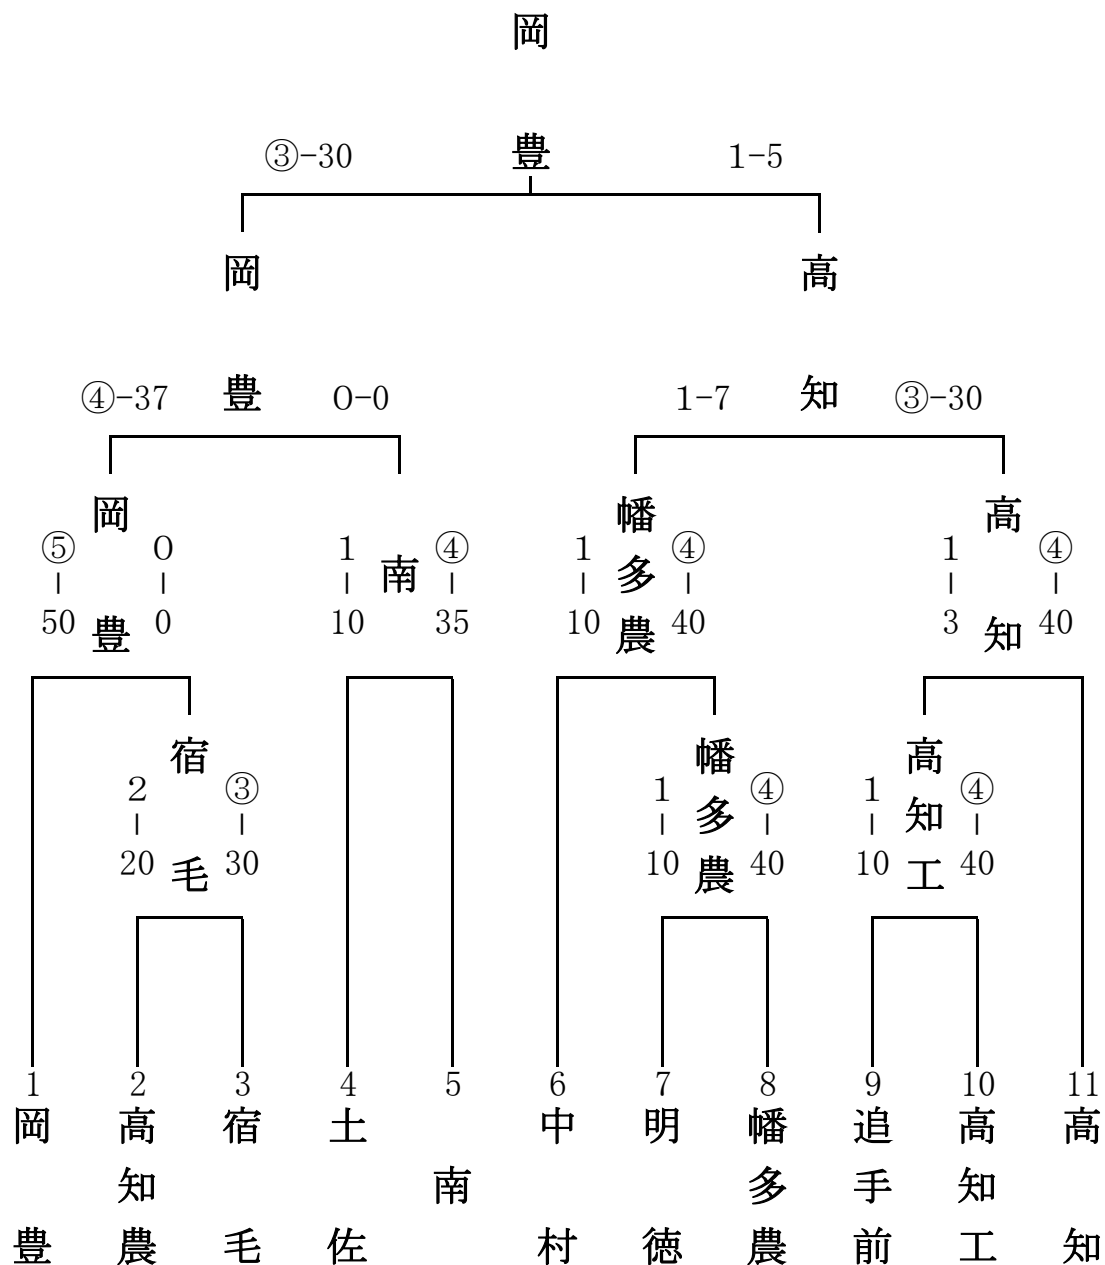 岡豊
③-30
1-5
岡豊
高知
④-37
0-0
1-7
③-30
岡豊
⑤-50
0-0
南
1-10
④-35
幡多農
1-10
④-40
高知
1-3
④-40
宿毛
2-20
③-30
幡多農
1-10
④-40
高知工
1-10
④-40
1
岡豊
2
高知農
3
宿毛
4
土佐
5
南
6
中村
7
明徳
8
幡多農
9
追手前
10
高知工
11
高知